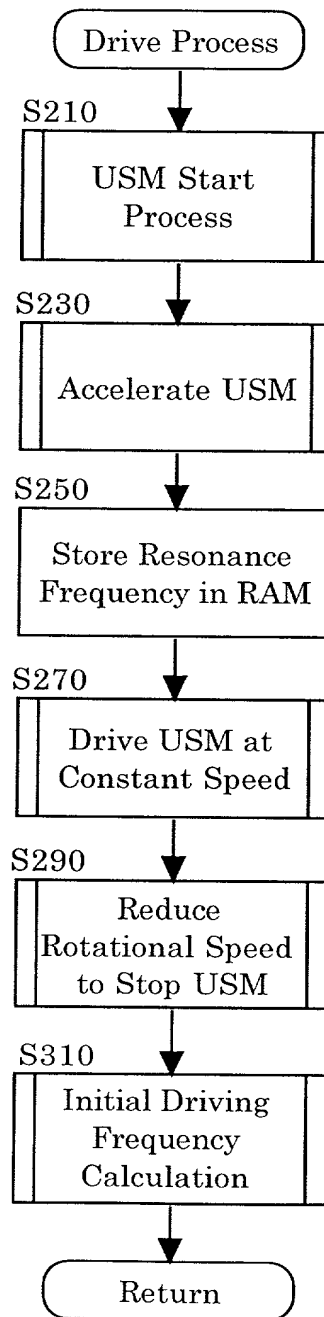 Drive Process
S210
USM Start
Process
S230
Accelerate USM
S250
Store Resonance
Frequency in RAM
S270
Drive USM at
Constant Speed
S290
Reduce
Rotational Speed
to Stop USM
S310
Initial Driving
Frequency
Calculation
Return